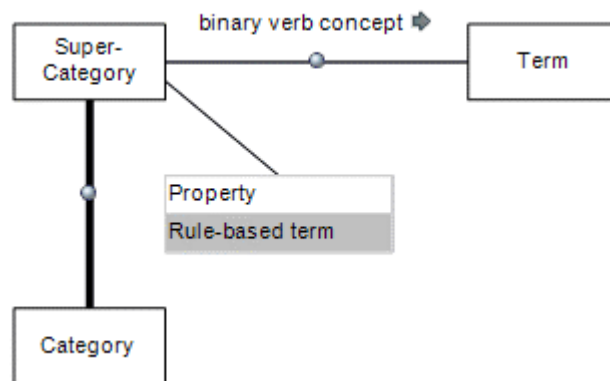 binary verb concept
Super-
Category
Term
Property
Rule-based term
Category